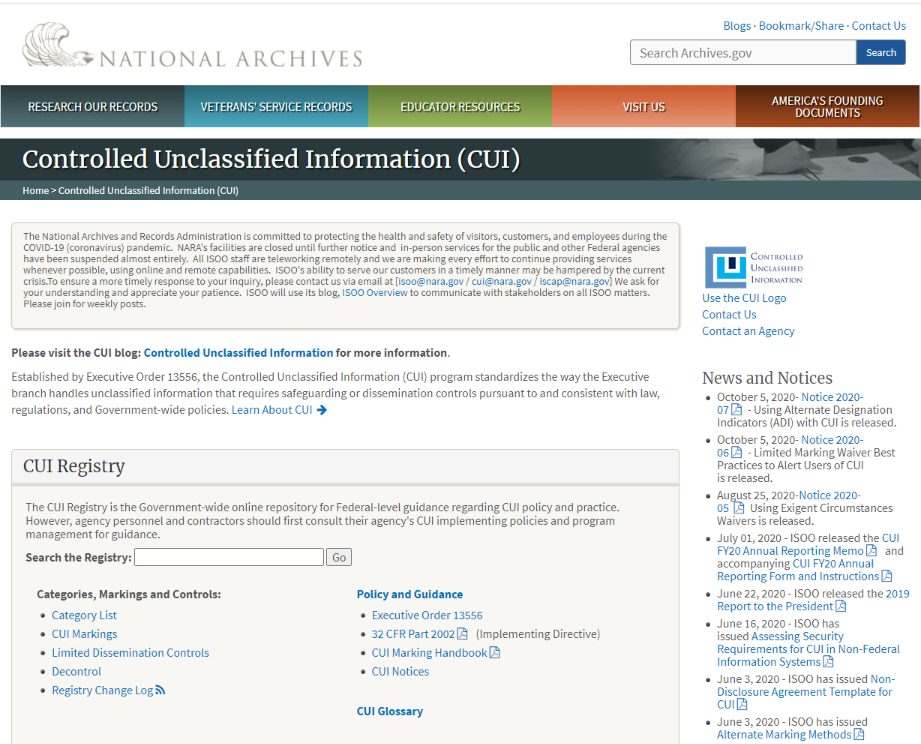 Blogs · Bookmark/Share · Contact Us
NATIONAL ARCHIVES
Search Archives.gov
Search
RESEARCH OUR RECORDS
VETERANS' SERVICE RECORDS
EDUCATOR RESOURCES
VISIT US
AMERICA'S FOUNDING
DOCUMENTS
Controlled Unclassified Information (CUI)
Home > Controlled Unclassified Information (CUI)
The National Archives and Records Administration is committed to protecting the health and safety of visitors, customers, and employees during the
COVID-19 (coronavirus) pandemic.  NARA's facilities are closed until further notice and  in-person services for the public and other Federal agencies
have been suspended almost entirely.  All ISOO staff are teleworking remotely and we are making every effort to continue providing services
whenever possible, using online and remote capabilities.  ISOO's ability to serve our customers in a timely manner may be hampered by the current
crisis.To ensure a more timely response to your inquiry, please contact us via email at [isoo@nara.gov / cui@nara.gov / iscap@nara.gov] We ask for
your understanding and appreciate your patience.  ISOO will use its blog, ISOO Overview to communicate with stakeholders on all ISOO matters.
Please join for weekly posts.
Please visit the CUI blog: Controlled Unclassified Information for more information.
Established by Executive Order 13556, the Controlled Unclassified Information (CUI) program standardizes the way the Executive
branch handles unclassified information that requires safeguarding or dissemination controls pursuant to and consistent with law,
regulations, and Government-wide policies. Learn About CUI
CUI Registry
The CUI Registry is the Government-wide online repository for Federal-level guidance regarding CUI policy and practice.
However, agency personnel and contractors should first consult their agency's CUI implementing policies and program
management for guidance.
Search the Registry:
Go
Categories, Markings and Controls:
Category List
CUI Markings
Limited Dissemination Controls
Decontrol
Registry Change Log
Policy and Guidance
Executive Order 13556
32 CFR Part 2002 (Implementing Directive)
CUI Marking Handbook
CUI Notices
CUI Glossary
CONTROLLED
UNCLASSIFIED
INFORMATION
Use the CUI Logo
Contact Us
Contact an Agency
News and Notices
October 5, 2020- Notice 2020-
07 - Using Alternate Designation
Indicators (ADI) with CUI is released.
October 5, 2020- Notice 2020-
06 - Limited Marking Waiver Best
Practices to Alert Users of CUI
is released.
August 25, 2020-Notice 2020-
05 Using Exigent Circumstances
Waivers is released.
July 01, 2020 - ISOO released the CUI
FY20 Annual Reporting Memo and
accompanying CUI FY20 Annual
Reporting Form and Instructions
June 22, 2020 - ISOO released the 2019
Report to the President
June 16, 2020 - ISOO has
issued Assessing Security
Requirements for CUI in Non-Federal
Information Systems
June 3, 2020 - ISOO has issued Non-
Disclosure Agreement Template for
CUI
June 3, 2020 - ISOO has issued
Alternate Marking Methods